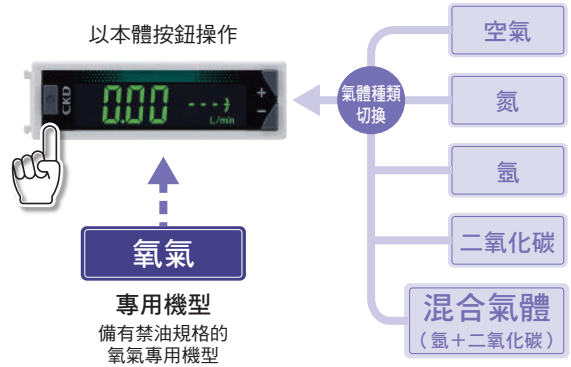 以本體按鈕操作
CKD
0.00
---
+
−
L/min
氣體種類
切換
空氣
氮
氬
二氧化碳
混合氣體
（氬＋二氧化碳）
氧氣
專用機型
備有禁油規格的
氧氣專用機型